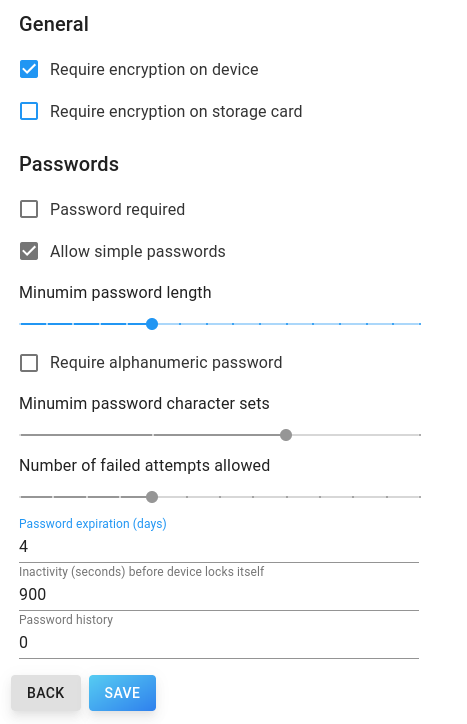 General
Require encryption on device
Require encryption on storage card
Passwords
Password required
Allow simple passwords
Minumim password length
Require alphanumeric password
Minumim password character sets
Number of failed attempts allowed
Password expiration (days)
4
Inactivity (seconds) before device locks itself
900
Password history
0
BACK SAVE